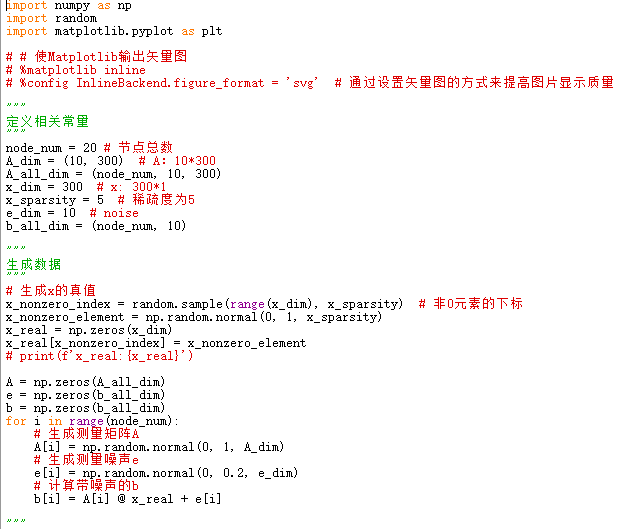 import numpy as np
import random
import matplotlib.pyplot as plt
# # 使Matplotlib输出矢量图
# %matplotlib inline
# %config InlineBackend.figure_format = 'svg'  # 通过设置矢量图的方式来提高图片显示质量
"""
定义相关常量
"""
node_num = 20 # 节点总数
A_dim = (10, 300)  # A: 10*300
A_all_dim = (node_num, 10, 300)
x_dim = 300  # x: 300*1
x_sparsity = 5  # 稀疏度为5
e_dim = 10  # noise
b_all_dim = (node_num, 10)
"""
生成数据
"""
# 生成x的真值
x_nonzero_index = random.sample(range(x_dim), x_sparsity)  # 非0元素的下标
x_nonzero_element = np.random.normal(0, 1, x_sparsity)
x_real = np.zeros(x_dim)
x_real[x_nonzero_index] = x_nonzero_element
# print(f'x_real:{x_real}')
A = np.zeros(A_all_dim)
e = np.zeros(b_all_dim)
b = np.zeros(b_all_dim)
for i in range(node_num):
    # 生成测量矩阵A
    A[i] = np.random.normal(0, 1, A_dim)
    # 生成测量噪声e
    e[i] = np.random.normal(0, 0.2, e_dim)
    # 计算带噪声的b
    b[i] = A[i] @ x_real + e[i]
"""